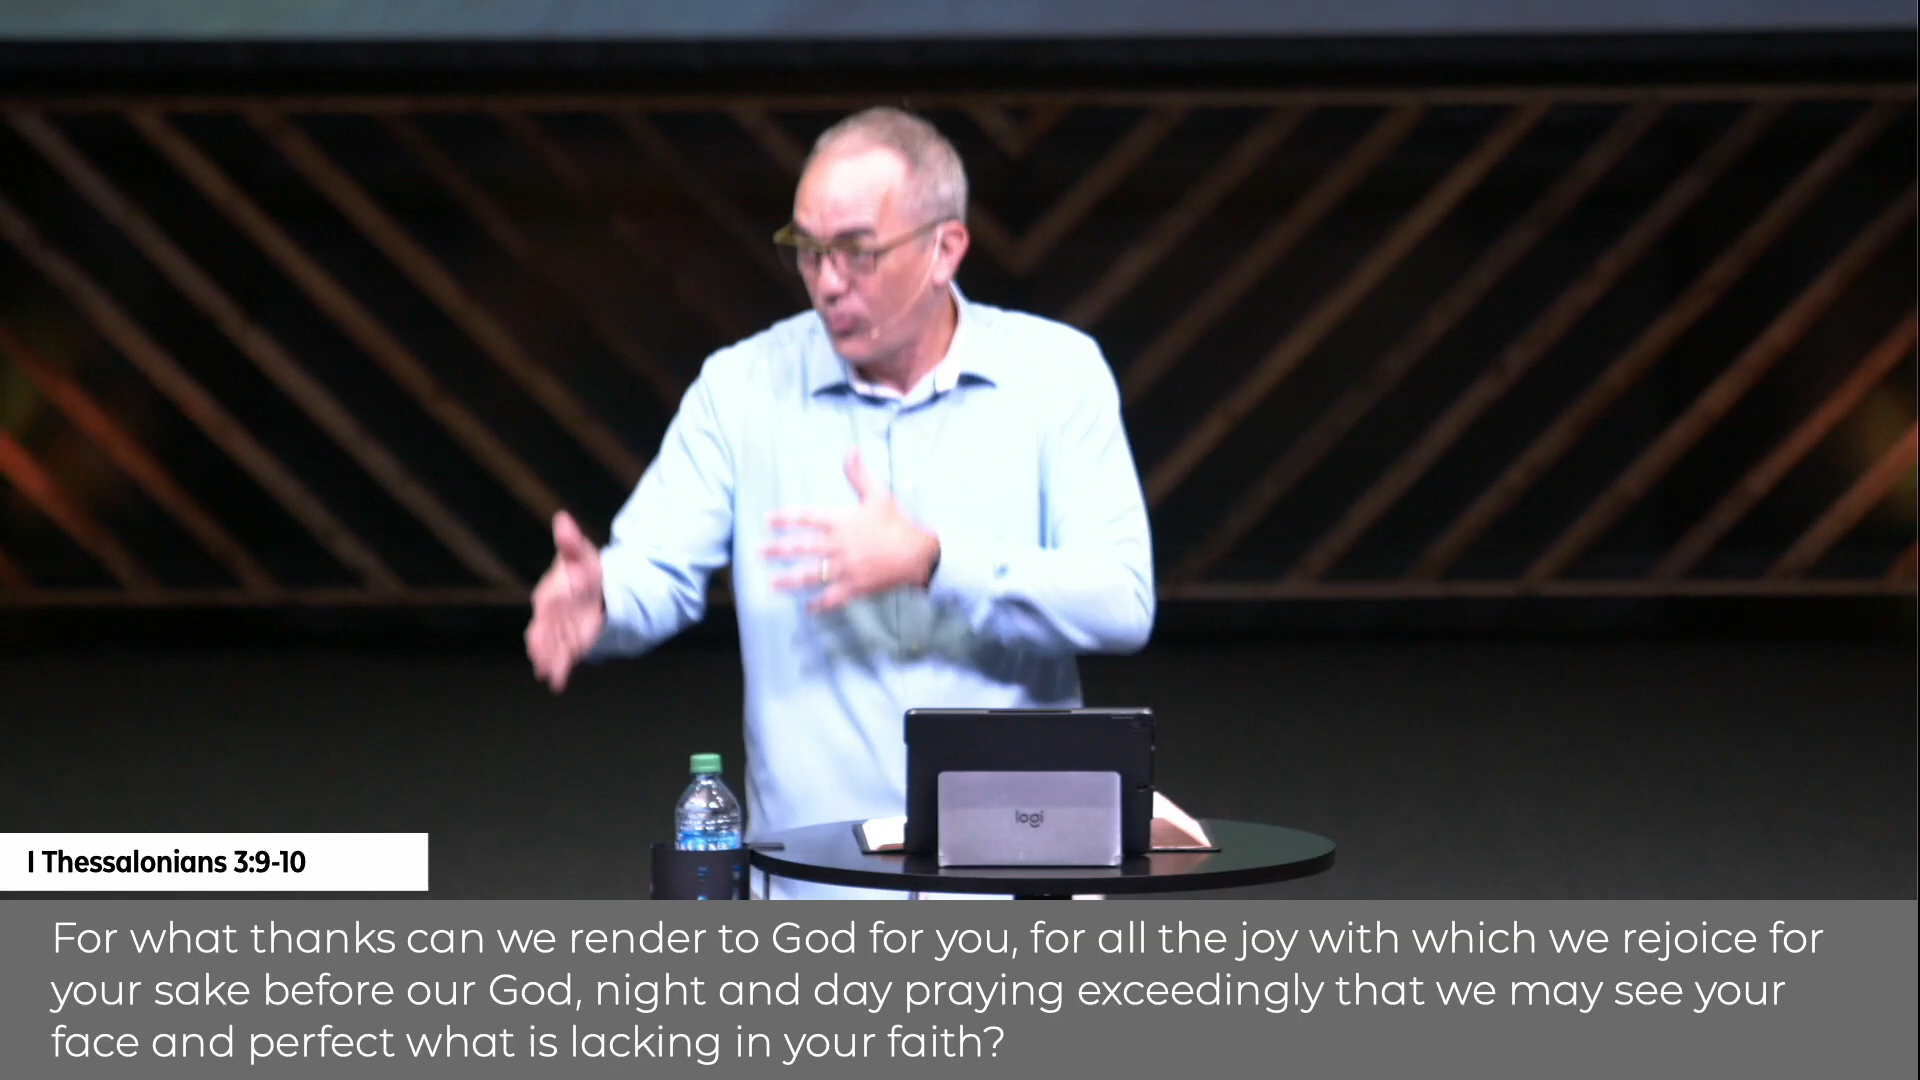 logi
I Thessalonians 3:9-10
For what thanks can we render to God for you, for all the joy with which we rejoice for
your sake before our God, night and day praying exceedingly that we may see your
face and perfect what is lacking in your faith?